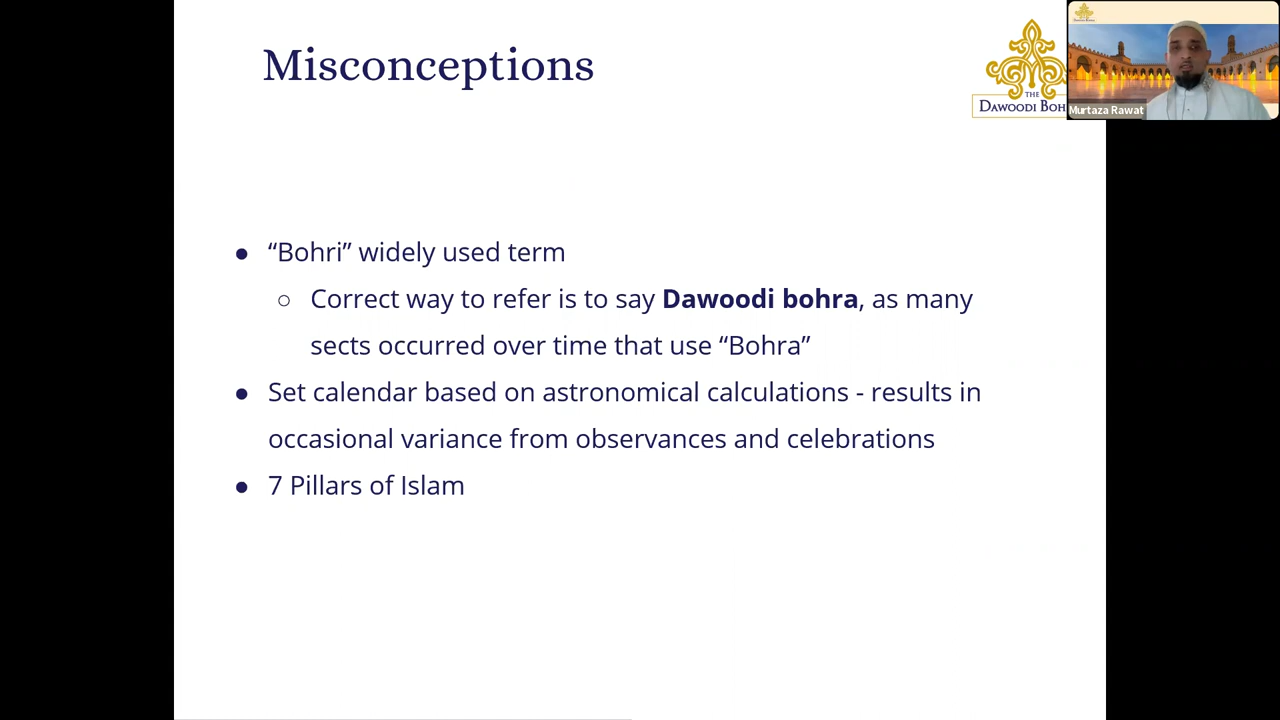 Misconceptions
THE
DAWOODI BOH
Murtaza Rawat
● “Bohri” widely used term
○ Correct way to refer is to say Dawoodi bohra, as many
sects occurred over time that use “Bohra”
● Set calendar based on astronomical calculations - results in
occasional variance from observances and celebrations
● 7 Pillars of Islam